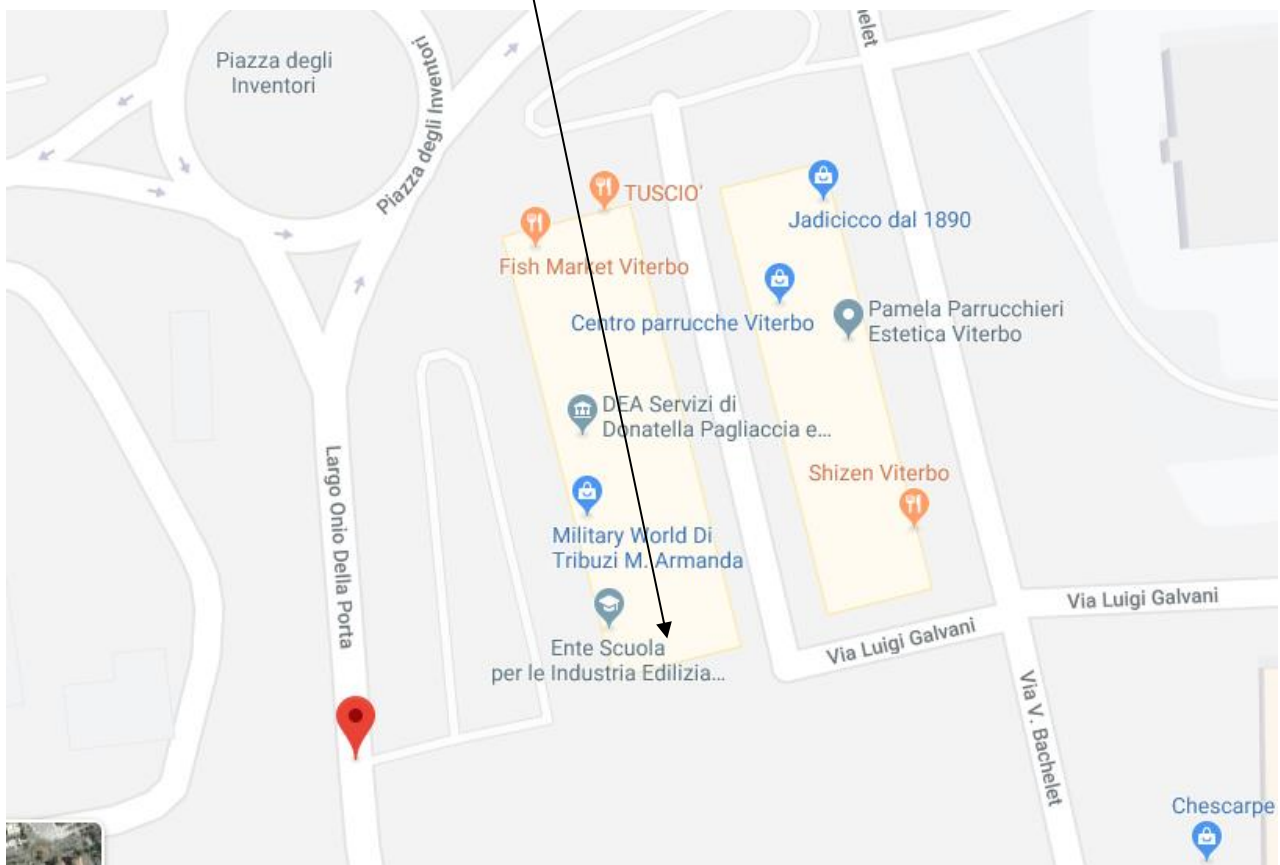 Piazza degli
Inventori
Piazza degli Inventori
elet
TUSCIO'
Fish Market Viterbo
Jadicicco dal 1890
Centro parrucche Viterbo
Pamela Parrucchieri
Estetica Viterbo
DEA Servizi di
Donatella Pagliaccia e...
Shizen Viterbo
Largo Onio Della Porta
Military World Di
Tribuzi M. Armanda
Ente Scuola
per le Industria Edilizia...
Via Luigi Galvani
Via Luigi Galvani
Via V. Bachelet
Chescarpe